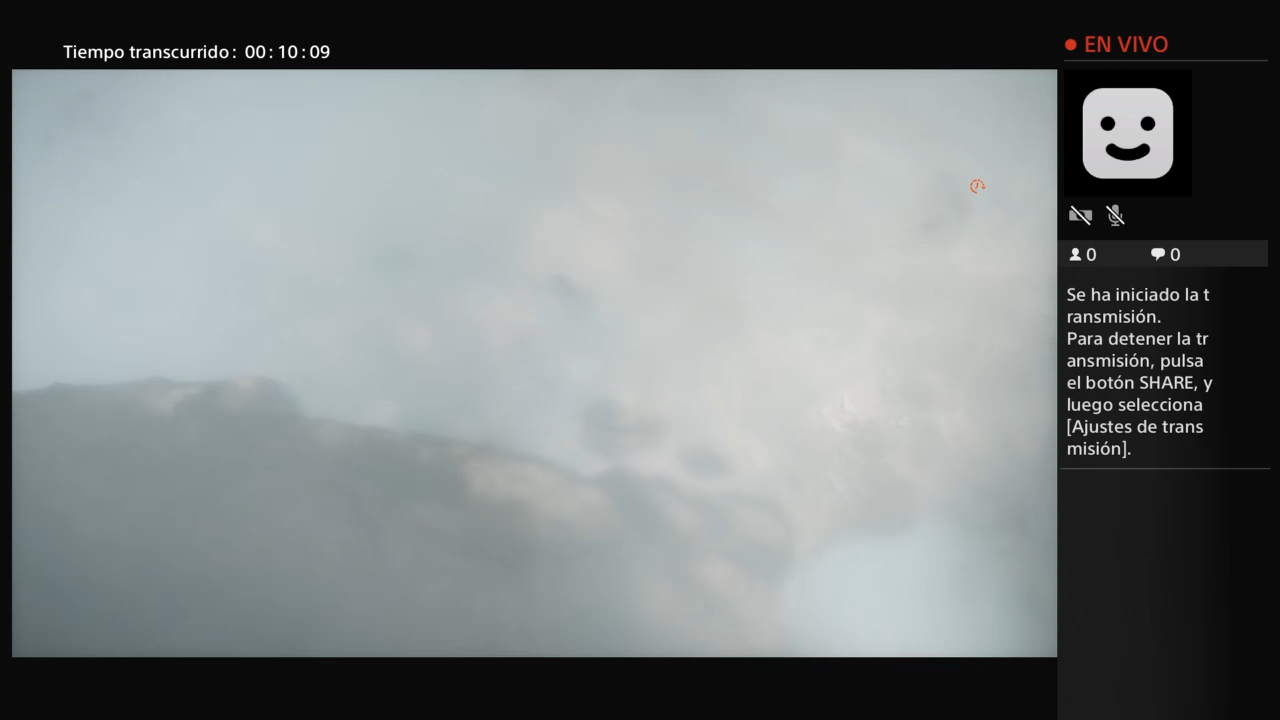 Tiempo transcurrido: 00:10:09
EN VIVO
0
0
Se ha iniciado la t
ransmisión.
Para detener la tr
ansmisión, pulsa
el botón SHARE, y
luego selecciona
[Ajustes de trans
misión].